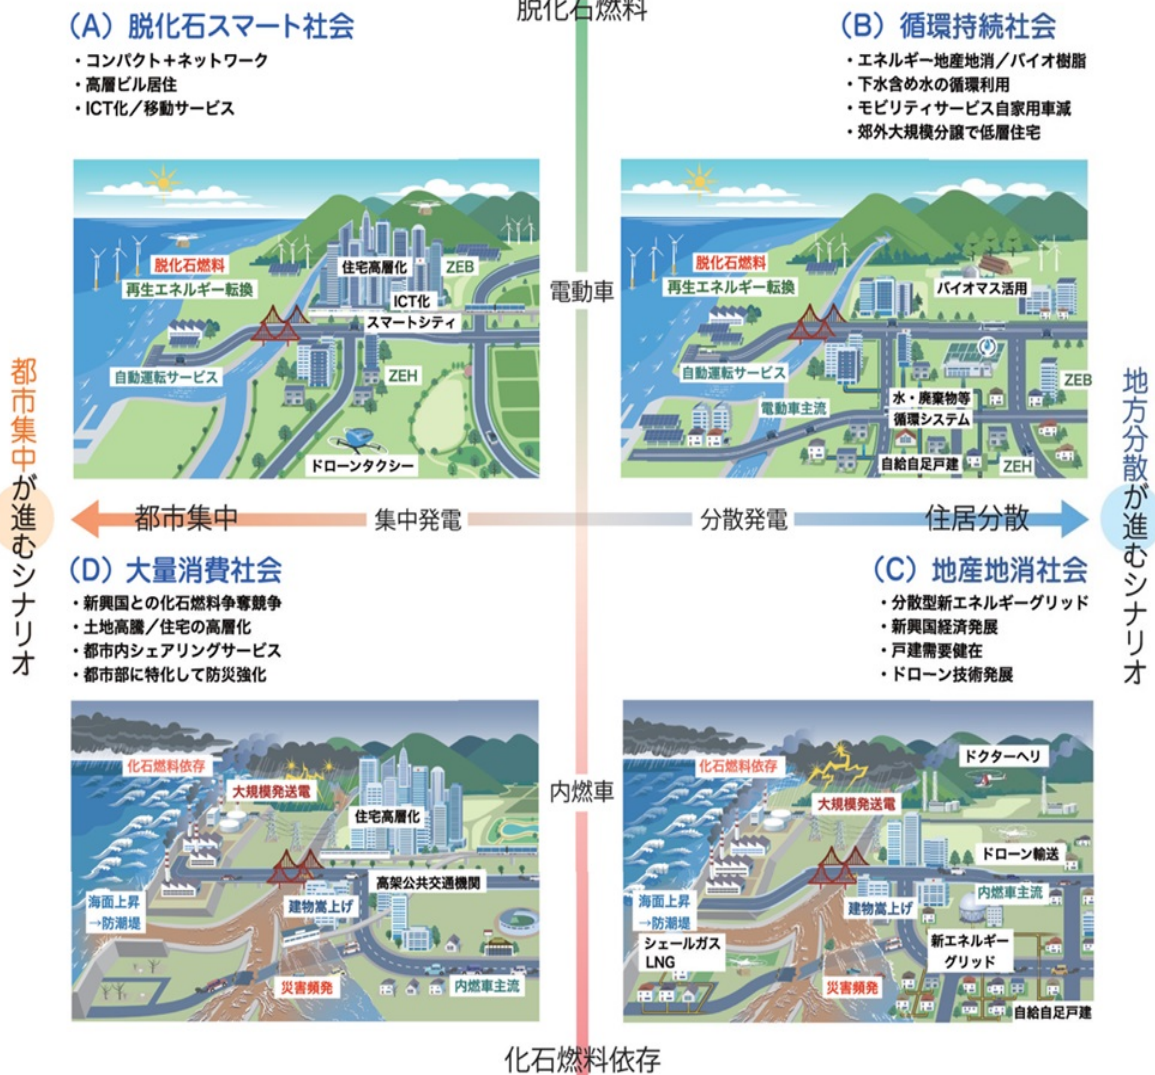 脱化石燃料
（A）脱化石スマート社会
・コンパクト＋ネットワーク
・高層ビル居住
・ICT化／移動サービス
脱化石燃料
再生エネルギー転換
住宅高層化
ZEB
ICT化
スマートシティ
自動運転サービス
ZEH
ドローンタクシー
（B）循環持続社会
・エネルギー地産地消／バイオ樹脂
・下水含め水の循環利用
・モビリティサービス自家用車減
・郊外大規模分譲で低層住宅
脱化石燃料
再生エネルギー転換
バイオマス活用
自動運転サービス
ZEB
電動車主流
水・廃棄物等
循環システム
自給自足戸建
ZEH
電動車
都市集中が進むシナリオ
都市集中
集中発電
分散発電
住居分散
地方分散が進むシナリオ
（D）大量消費社会
・新興国との化石燃料争奪競争
・土地高騰／住宅の高層化
・都市内シェアリングサービス
・都市部に特化して防災強化
化石燃料依存
大規模発送電
住宅高層化
高架公共交通機関
海面上昇
→防潮堤
建物嵩上げ
災害頻発
内燃車主流
（C）地産地消社会
・分散型新エネルギーグリッド
・新興国経済発展
・戸建需要健在
・ドローン技術発展
化石燃料依存
ドクターヘリ
大規模発送電
ドローン輸送
内燃車主流
海面上昇
→防潮堤
建物嵩上げ
シェールガス
LNG
新エネルギー
グリッド
災害頻発
自給自足戸建
内燃車
化石燃料依存